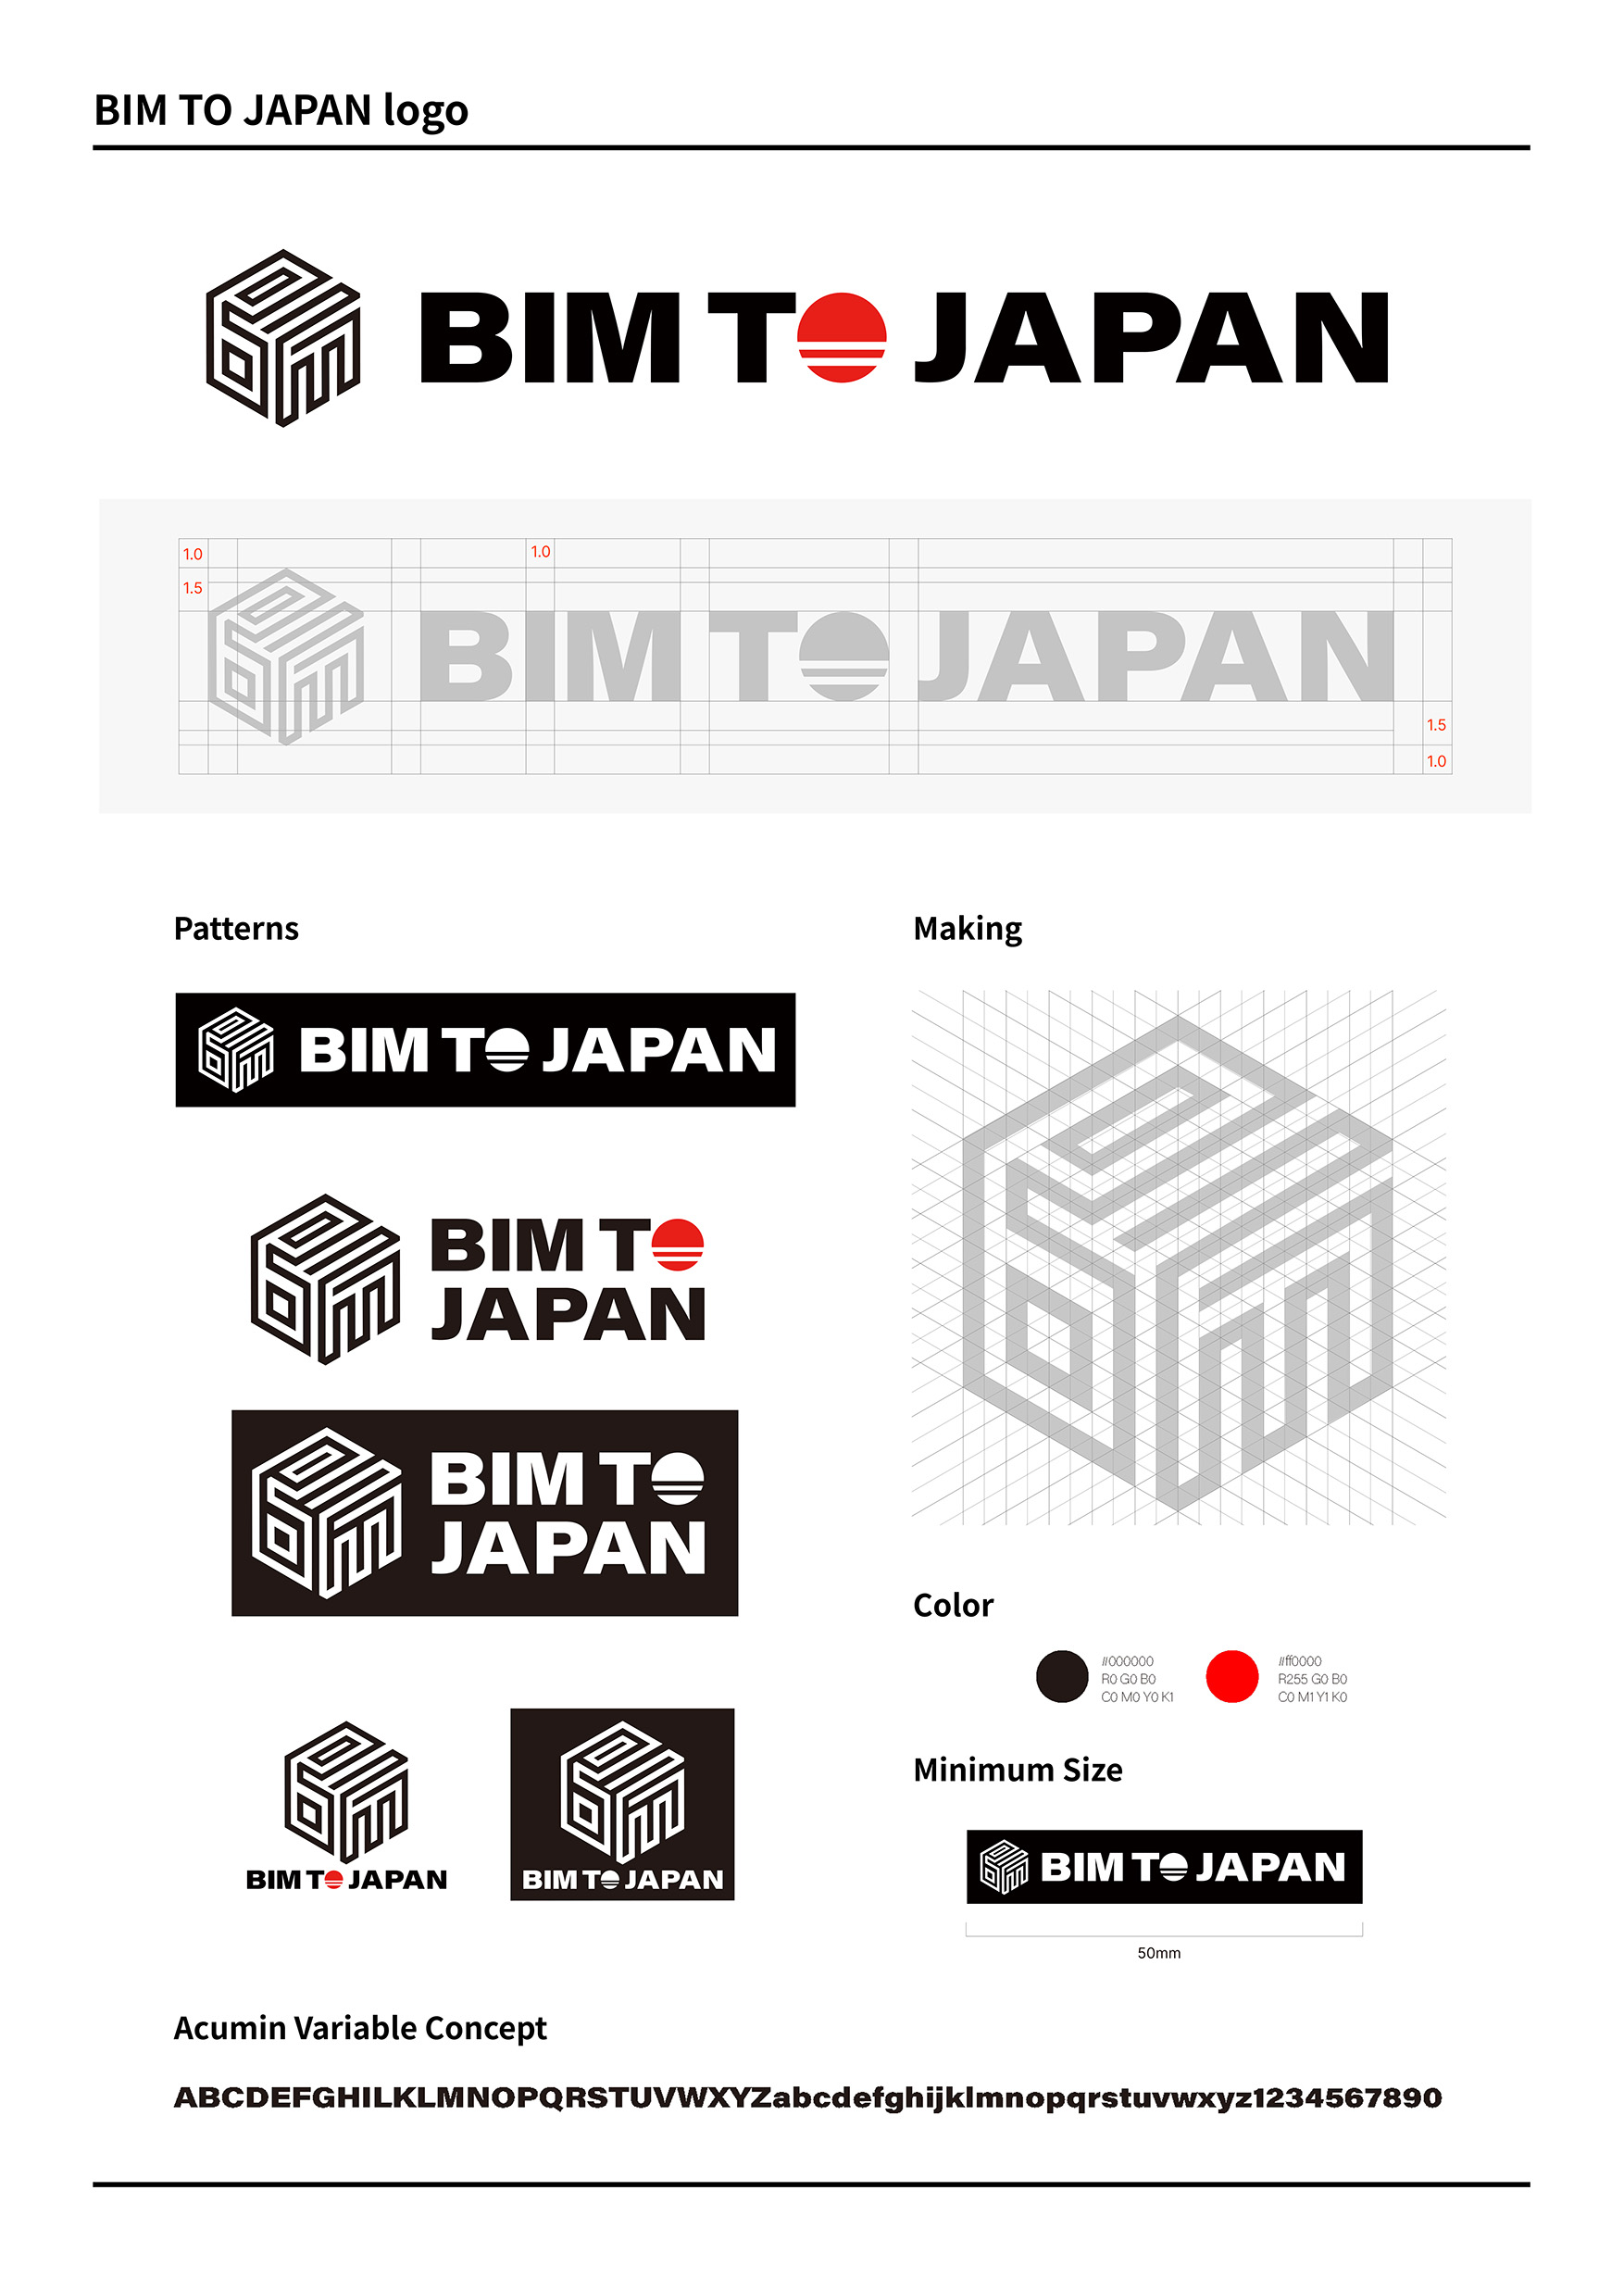 BIM TO JAPAN logo
BIM TO JAPAN
1.0
1.0
1.5
BIM TO JAPAN
1.5
1.0
Patterns
Making
BIM TO JAPAN
BIM TO
JAPAN
BIM TO
JAPAN
Color
#000000
R0 G0 B0
C0 M0 Y0 K1
#ff0000
R255 G0 B0
C0 M1 Y1 K0
BIM TO JAPAN
BIM TO JAPAN
Minimum Size
BIM TO JAPAN
50mm
Acumin Variable Concept
ABCDEFGHILKLMNOPQRSTUVWXYZabcdefghijklmnopqrstuvwxyz1234567890